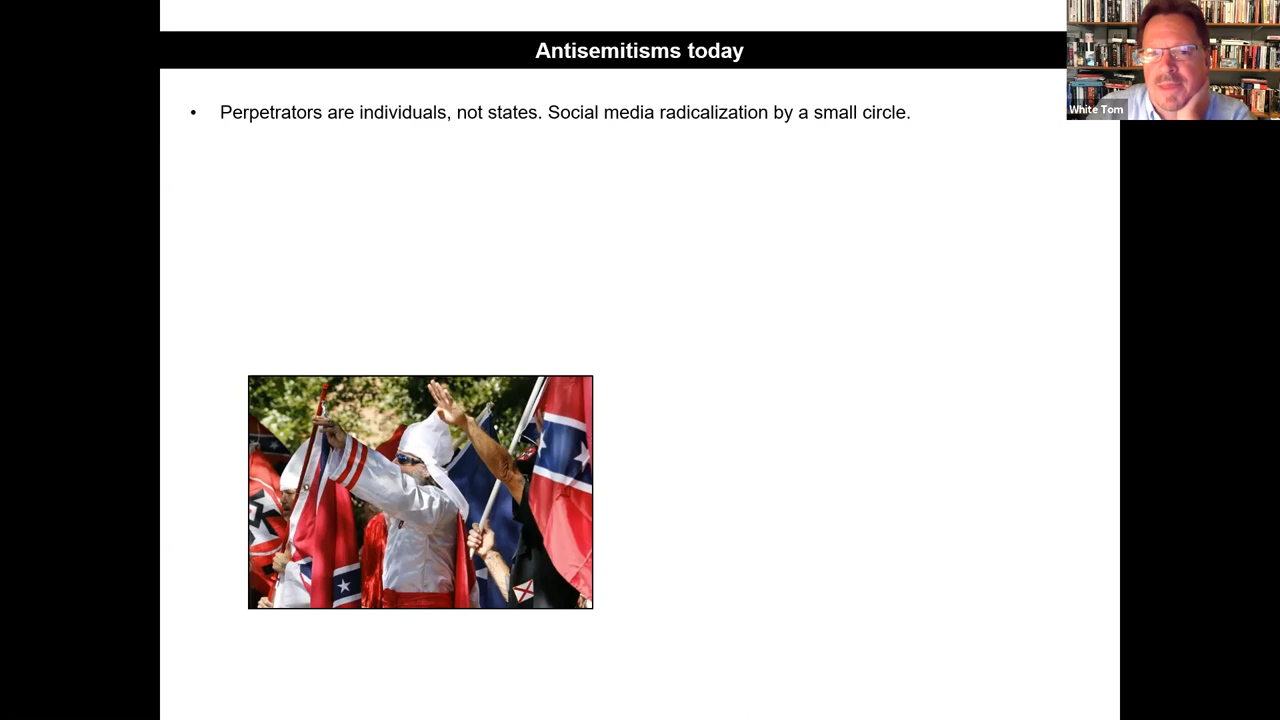 Antisemitisms today
• Perpetrators are individuals, not states. Social media radicalization by a small circle.
White Tom